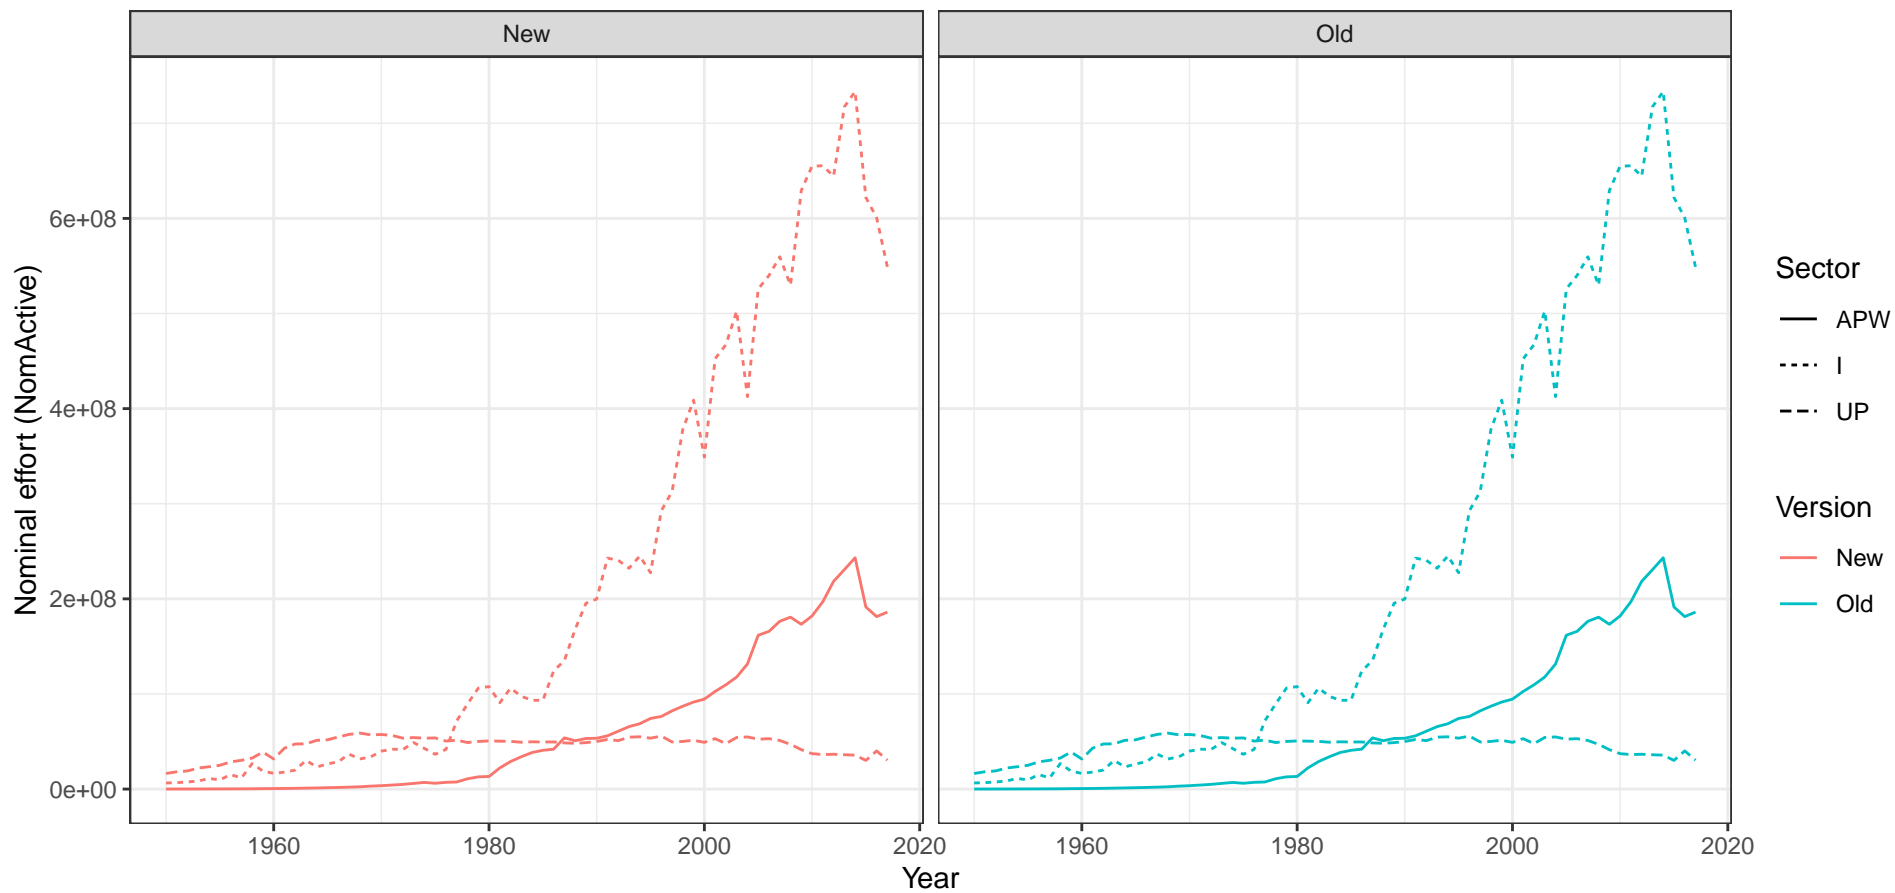 New
Old
Nominal effort (NomActive)
6e+08
4e+08
2e+08
0e+00
1960
1980
2000
2020
1960
1980
2000
2020
Year
Sector
APW
I
UP
Version
New
Old